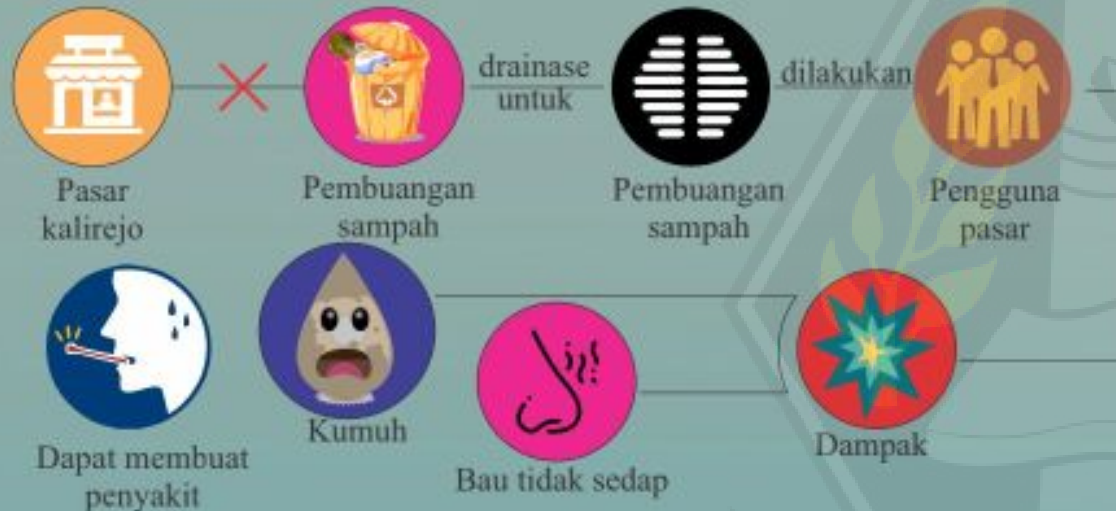 drainase
untuk
dilakukan
Pasar
kalirejo
Pembuangan
sampah
Pembuangan
sampah
Pengguna
pasar
Dapat membuat
penyakit
Kumuh
Bau tidak sedap
Dampak